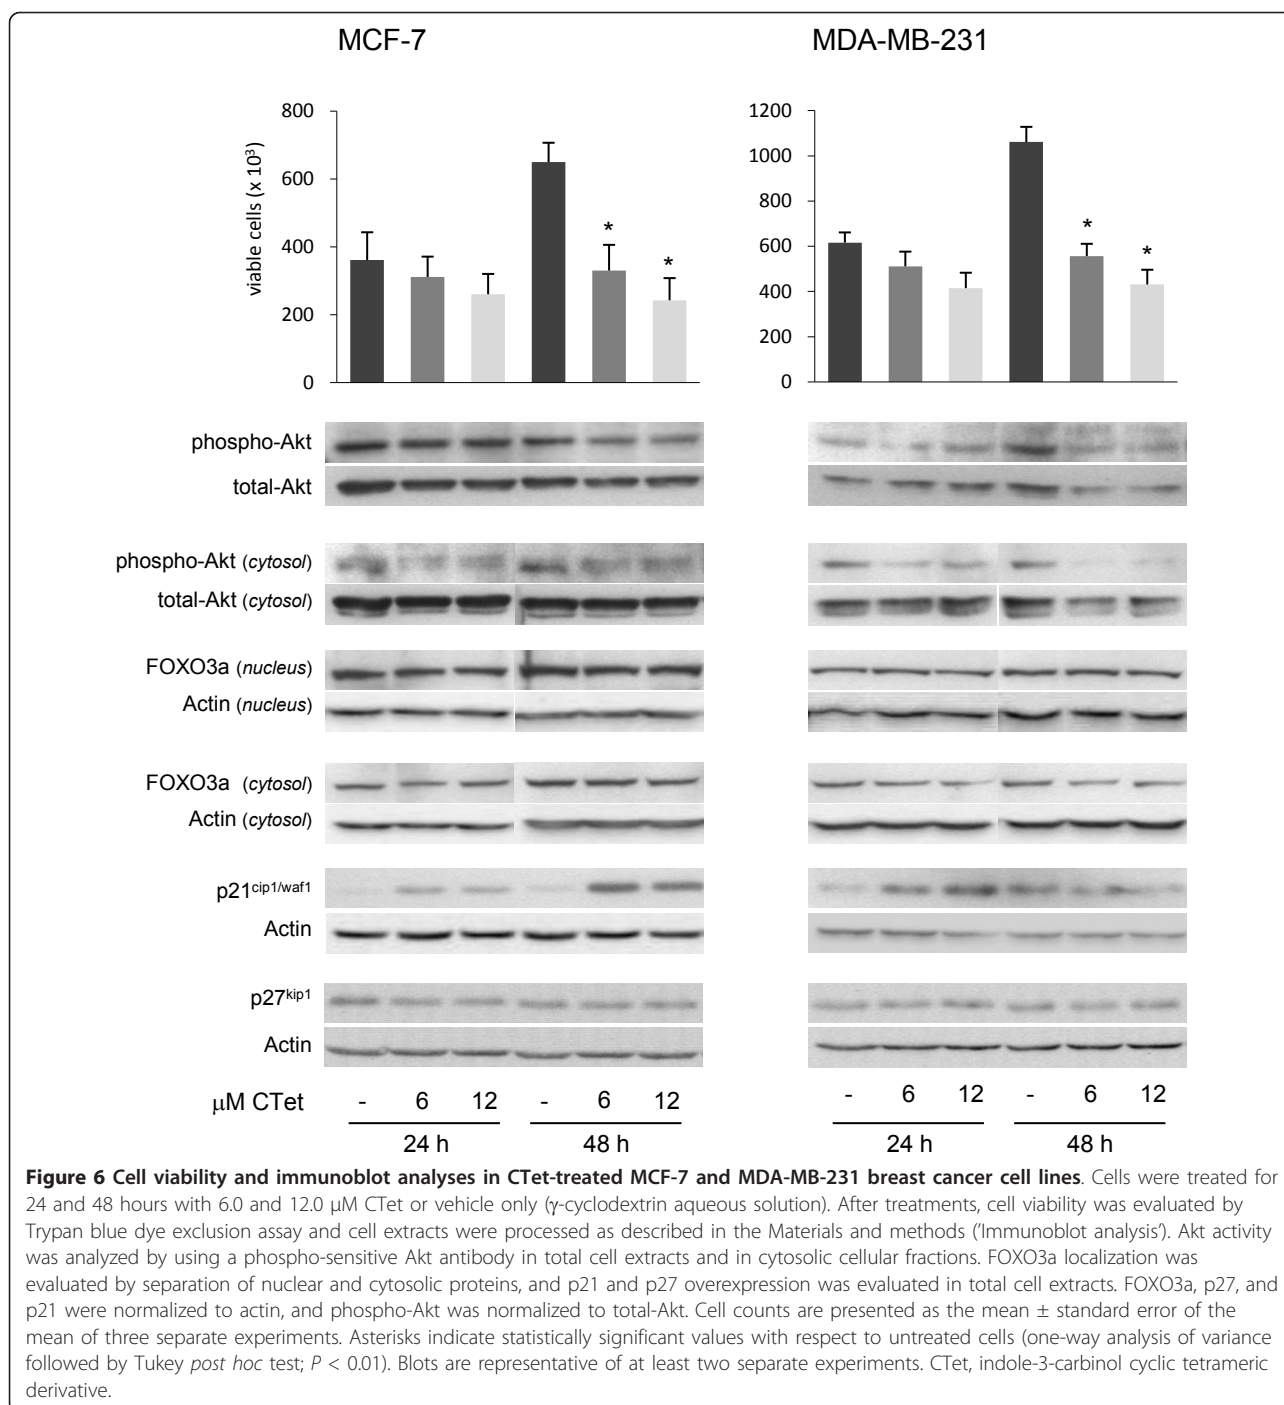 MCF-7
MDA-MB-231
viable cells (x 10³)
800
600
400
200
0
*
*
1200
1000
800
600
400
200
0
*
*
phospho-Akt
total-Akt
phospho-Akt (cytosol)
total-Akt (cytosol)
FOXO3a (nucleus)
Actin (nucleus)
FOXO3a (cytosol)
Actin (cytosol)
p21cip1/waf1
Actin
p27kip1
Actin
µM CTet - 6 12 - 6 12 - 6 12 - 6 12
24 h 48 h 24 h 48 h
Figure 6 Cell viability and immunoblot analyses in CTet-treated MCF-7 and MDA-MB-231 breast cancer cell lines. Cells were treated for
24 and 48 hours with 6.0 and 12.0 µM CTet or vehicle only (γ-cyclodextrin aqueous solution). After treatments, cell viability was evaluated by
Trypan blue dye exclusion assay and cell extracts were processed as described in the Materials and methods ('Immunoblot analysis'). Akt activity
was analyzed by using a phospho-sensitive Akt antibody in total cell extracts and in cytosolic cellular fractions. FOXO3a localization was
evaluated by separation of nuclear and cytosolic proteins, and p21 and p27 overexpression was evaluated in total cell extracts. FOXO3a, p27, and
p21 were normalized to actin, and phospho-Akt was normalized to total-Akt. Cell counts are presented as the mean ± standard error of the
mean of three separate experiments. Asterisks indicate statistically significant values with respect to untreated cells (one-way analysis of variance
followed by Tukey post hoc test; P < 0.01). Blots are representative of at least two separate experiments. CTet, indole-3-carbinol cyclic tetrameric
derivative.